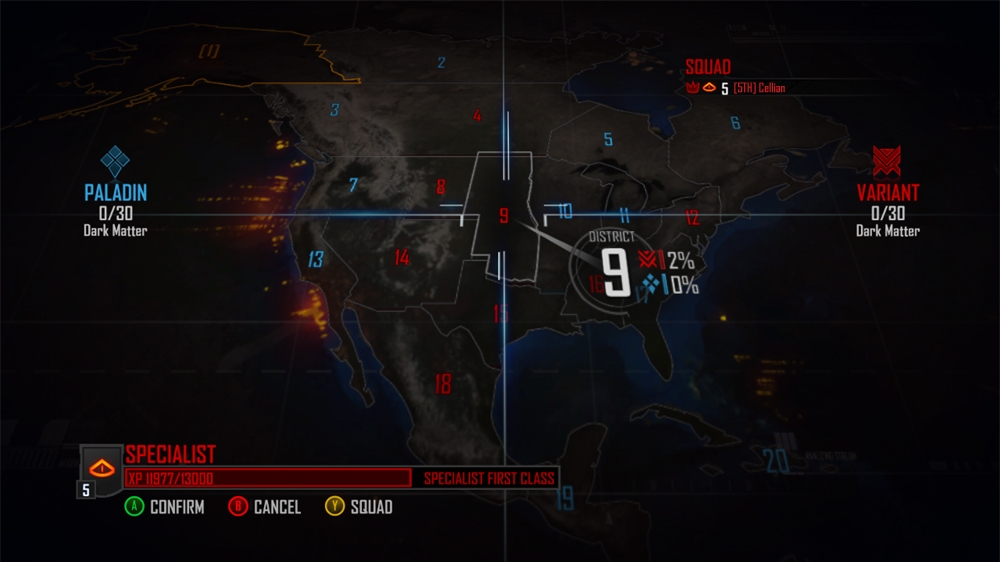 [1]
2
SQUAD
5 [5TH] Cellian
3
4
6
5
PALADIN
0/30
Dark Matter
VARIANT
0/30
Dark Matter
7
8
9
10
11
12
DISTRICT
9
2%
0%
13
14
16
17
15
18
SPECIALIST
XP 11977/13000
SPECIALIST FIRST CLASS
5
20
19
A CONFIRM
B CANCEL
Y SQUAD